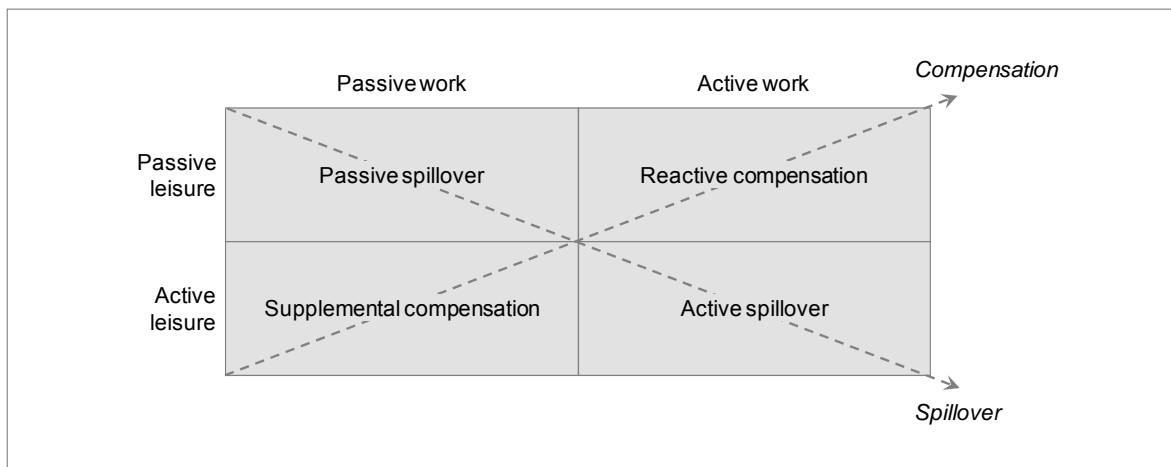 Compensation
Passive work
Active work
Passive
leisure
Passive spillover
Reactive compensation
Active
leisure
Supplemental compensation
Active spillover
Spillover